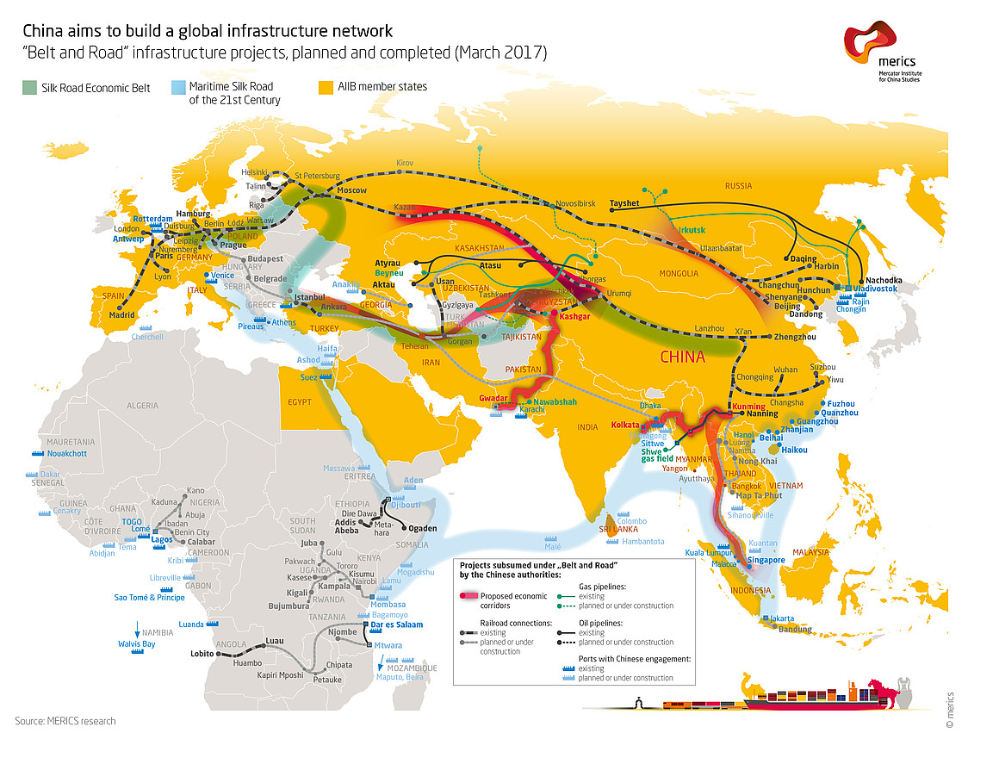 China aims to build a global infrastructure network
"Belt and Road" infrastructure projects, planned and completed (March 2017)
merics
Mercator Institute
for China Studies
Silk Road Economic Belt
Maritime Silk Road
of the 21st Century
AIIB member states
Helsinki
St Petersburg
Kirov
Talinn
Moscow
RUSSIA
Riga
Kazan
Novosibirsk
Tayshet
Hamburg
Rotterdam
London
Duisburg
Berlin
Łódź
Warsaw
Antwerp
Leipzig
POLAND
Irkutsk
Nuremberg
Prague
Paris
GERMANY
KASAKHSTAN
Ulaanbaatar
Budapest
HUNGARY
Atyrau
Beyneu
Atasu
Daqing
Harbin
Lyon
Venice
Belgrade
SERBIA
Anaklia
Aktau
Usan
UZBEKISTAN
Khorgas
MONGOLIA
Changchun
Nachodka
Hunchun
Vladivostok
SPAIN
ITALY
Istanbul
Tashkent
Urumqi
Shenyang
Rajin
GREECE
Ankara
GEORGIA
Gyzlgaya
Beijing
Chongjin
Madrid
Dandong
Pireaus
Athens
TURKEY
TURK
MENISTAN
Kashgar
Cherchell
Teheran
Gorgan
TAJIKISTAN
Lanzhou
Xi'an
Zhengzhou
Haifa
Ashod
IRAN
PAKISTAN
CHINA
Suez
Chongqing
Wuhan
Suzhou
Yiwu
EGYPT
ALGERIA
Gwadar
Nawabshah
Karachi
Dhaka
Kunming
Nanning
Changsha
Fuzhou
Quanzhou
Guangzhou
Zhanjian
INDIA
Kolkata
Sittwe
Shwe
gas field
MYANMAR
Hanoi
Beihai
Haikou
MAURETANIA
Nouakchott
Luang
Namtha
Nong Khai
Yangon
Ayutthaya
THAILAND
Massawa
ERITREA
Aden
Bangkok
VIETNAM
Dakar
SENEGAL
Map Ta Phut
GUINEA
Conakry
Kano
Kaduna
NIGERIA
ETHIOPIA
Djibouti
Dire Dawa
Sihanoukville
GHANA
Abuja
Colombo
CÔTE
D'IVOIRE
TOGO
Lomé
Ibadan
Benin City
SOUTH
SUDAN
Addis
Abeba
Meta-
hara
Ogaden
SRI LANKA
Hambantota
Abidjan
Tema
Lagos
Calabar
CAMEROON
Juba
SOMALIA
Malé
Kuala Lumpur
Kuantan
MALAYSIA
Kribi
Gulu
KENYA
Malacca
Singapore
Pakwach
Tororo
Mogadishu
Libreville
GABON
UGANDA
Kasese
Kisumu
Nairobi
Lamu
Kampala
INDONESIA
Sao Tomé & Principe
Kigali
RWANDA
Mombasa
Bujumbura
Bagamoyo
Jakarta
Bandung
Luanda
TANZANIA
Dar es Salaam
NAMIBIA
Walvis Bay
Njombe
Mtwara
ANGOLA
Luau
Lobito
Huambo
Chipata
MOZAMBIQUE
Kapiri Mposhi
Petauke
Maputo, Beira
Projects subsumed under „Belt and Road"
by the Chinese authorities:
Proposed economic
corridors
Railroad connections:
existing
planned or under
construction
Gas pipelines:
existing
planned or under construction
Oil pipelines:
existing
planned or under construction
Ports with Chinese engagement:
existing
planned or under construction
Source: MERICS research
© merics